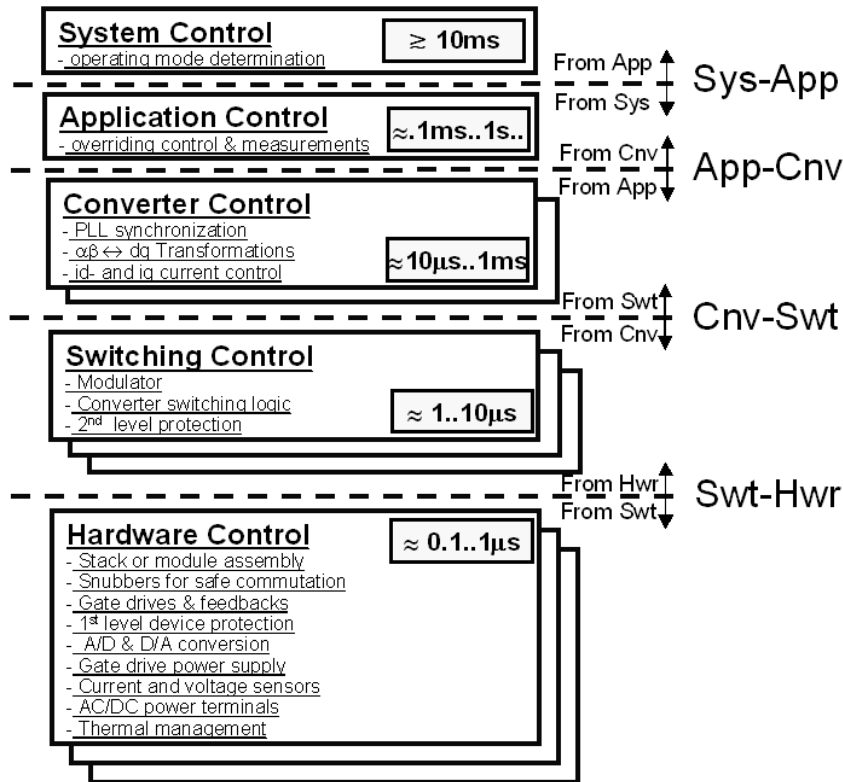 System Control
≳ 10ms
- operating mode determination
From App
Sys-App
From Sys
Application Control
≈.1ms..1s..
- overriding control & measurements
From Cnv
App-Cnv
From App
Converter Control
- PLL synchronization
- αβ ↔ dq Transformations
- id- and iq current control
≈10μs..1ms
From Swt
Cnv-Swt
From Cnv
Switching Control
- Modulator
- Converter switching logic
- 2nd level protection
≈ 1..10μs
From Hwr
Swt-Hwr
From Swt
Hardware Control
≈ 0.1..1μs
- Stack or module assembly
- Snubbers for safe commutation
- Gate drives & feedbacks
- 1st level device protection
- A/D & D/A conversion
- Gate drive power supply
- Current and voltage sensors
- AC/DC power terminals
- Thermal management